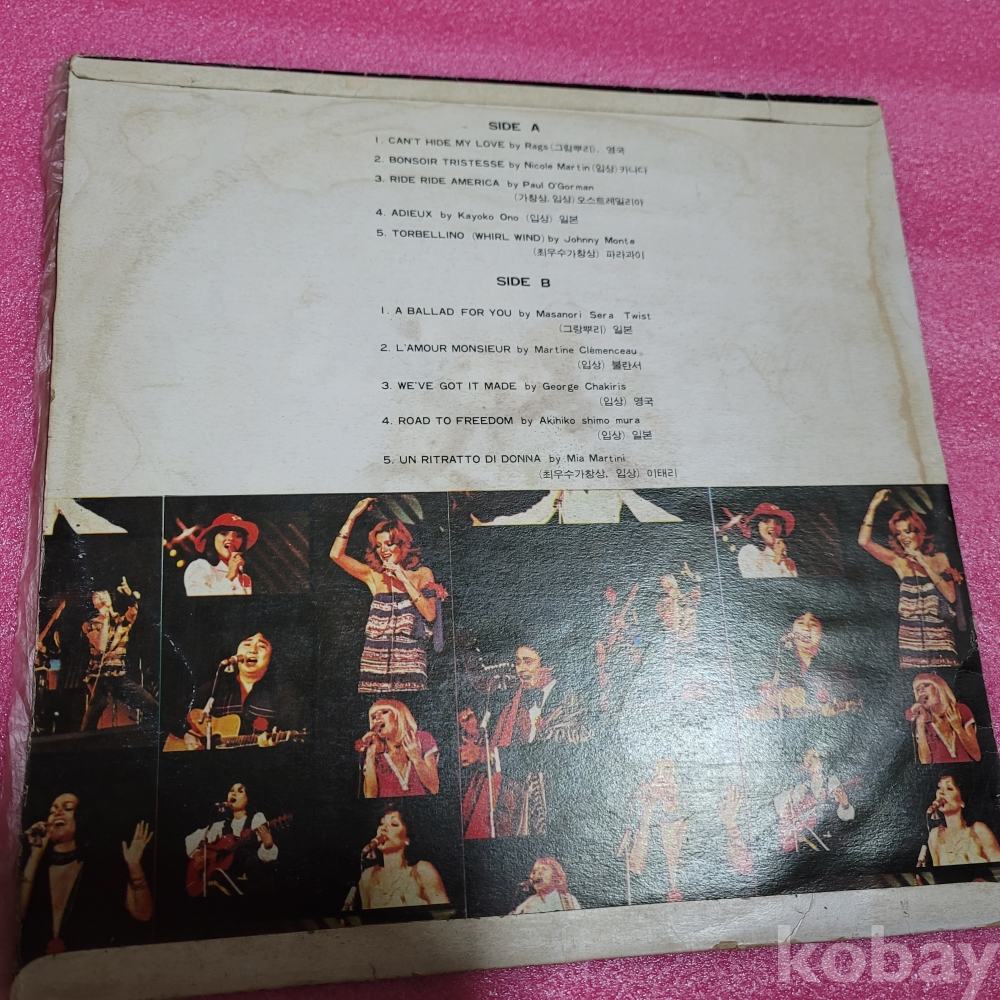 SIDE A
1. CAN'T HIDE MY LOVE by Rags (그랑쁘리). 영국
2. BONSOIR TRISTESSE by Nicole Martin (입상) 카나다
3. RIDE RIDE AMERICA by Paul O'Gorman
(가창상, 입상) 오스트레일리아
4. ADIEUX by Kayoko Ono (입상) 일본
5. TORBELLINO (WHIRL WIND) by Johnny Monte
(최우수가창상) 파라과이
SIDE B
1. A BALLAD FOR YOU by Masanori Sera Twist
(그랑쁘리) 일본
2. L'AMOUR MONSIEUR by Martine Clèmenceau
(입상) 불란서
3. WE'VE GOT IT MADE by George Chakiris
(입상) 영국
4. ROAD TO FREEDOM by Akihiko shimo mura
(입상) 일본
5. UN RITRATTO DI DONNA by Mia Martini
(최우수가창상, 입상) 이태리
kobay